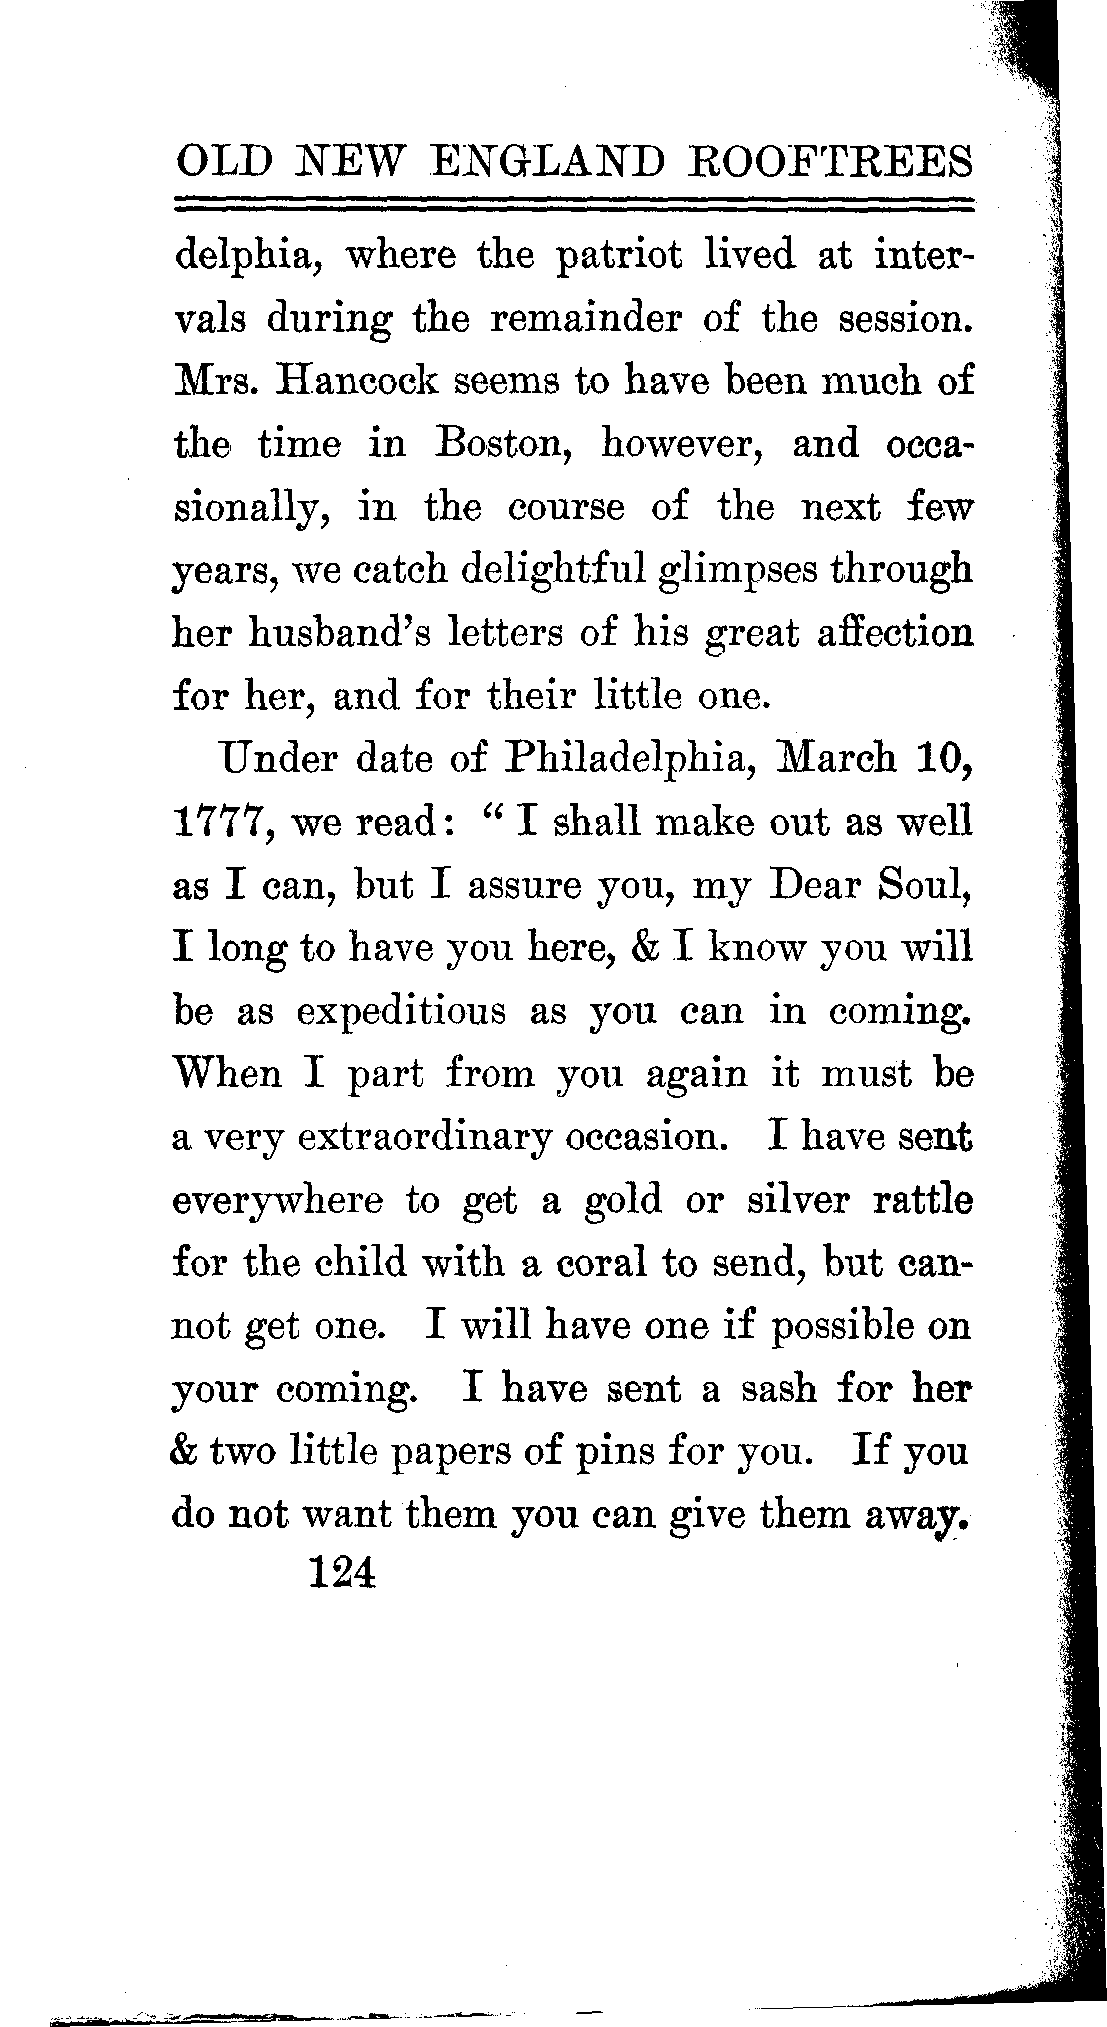 OLD NEW ENGLAND ROOFTREES
delphia, where the patriot lived at inter-
vals during the remainder of the session.
Mrs. Hancock seems to have been much of
the time in Boston, however, and occa-
sionally, in the course of the next few
years, we catch delightful glimpses through
her husband's letters of his great affection
for her, and for their little one.
Under date of Philadelphia, March 10,
1777, we read: “ I shall make out as well
as I can, but I assure you, my Dear Soul,
I long to have you here, & I know you will
be as expeditious as you can in coming.
When I part from you again it must be
a very extraordinary occasion. I have sent
everywhere to get a gold or silver rattle
for the child with a coral to send, but can-
not get one. I will have one if possible on
your coming. I have sent a sash for her
& two little papers of pins for you. If you
do not want them you can give them away.
124